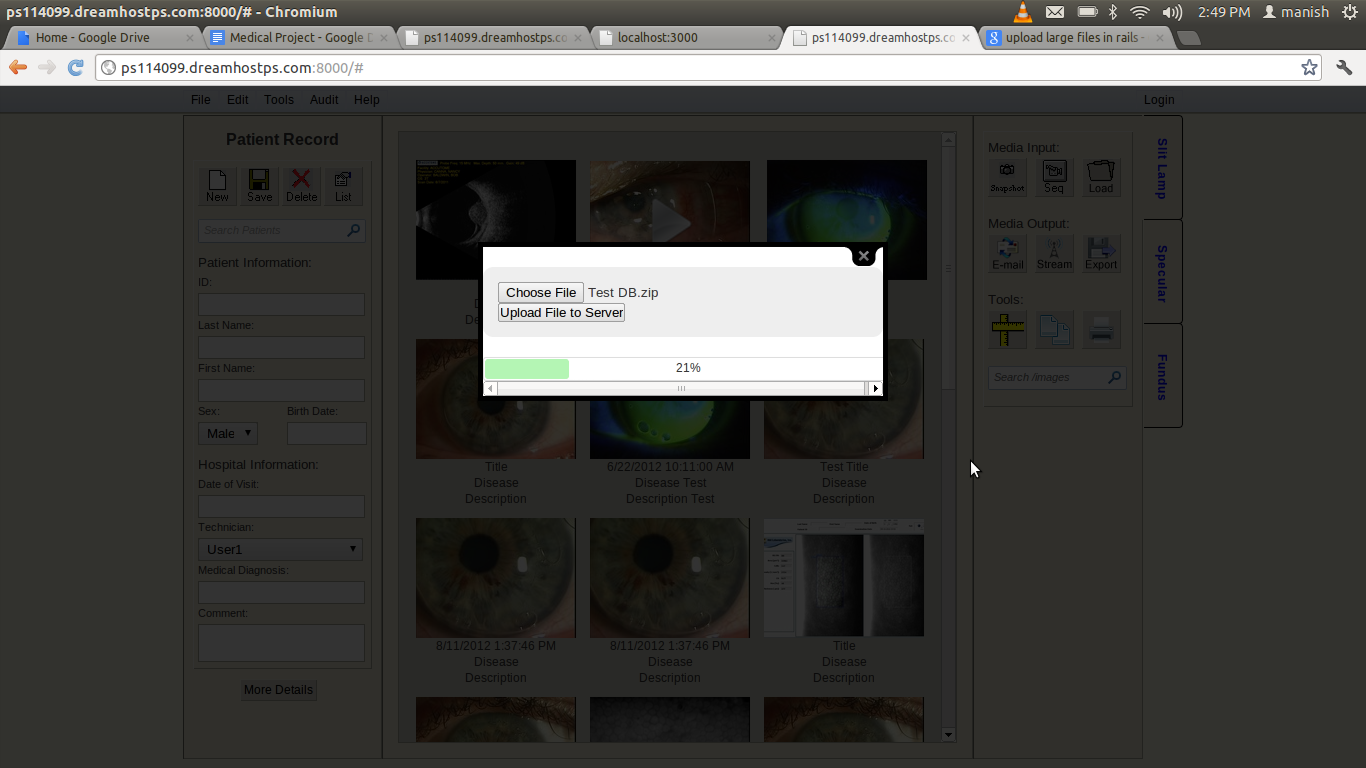 ps114099.dreamhostps.com:8000/# - Chromium
2:49 PM manish
Home - Google Drive
Medical Project - Google D
ps114099.dreamhostps.co
localhost:3000
ps114099.dreamhostps.co
upload large files in rails -
ps114099.dreamhostps.com:8000/#
File Edit Tools Audit Help Login
Patient Record
New Save Delete List
Search Patients
Patient Information:
ID:
Last Name:
First Name:
Sex: Birth Date:
Male
Hospital Information:
Date of Visit:
Technician:
User1
Medical Diagnosis:
Comment:
More Details
Choose File Test DB.zip
Upload File to Server
21%
Title
Disease
Description
6/22/2012 10:11:00 AM
Disease Test
Description Test
Test Title
Disease
Description
8/11/2012 1:37:46 PM
Disease
Description
8/11/2012 1:37:46 PM
Disease
Description
Title
Disease
Description
Media Input:
Snapshot Seq Load
Media Output:
E-mail Stream Export
Tools:
Search /images
Slit Lamp
Specular
Fundus